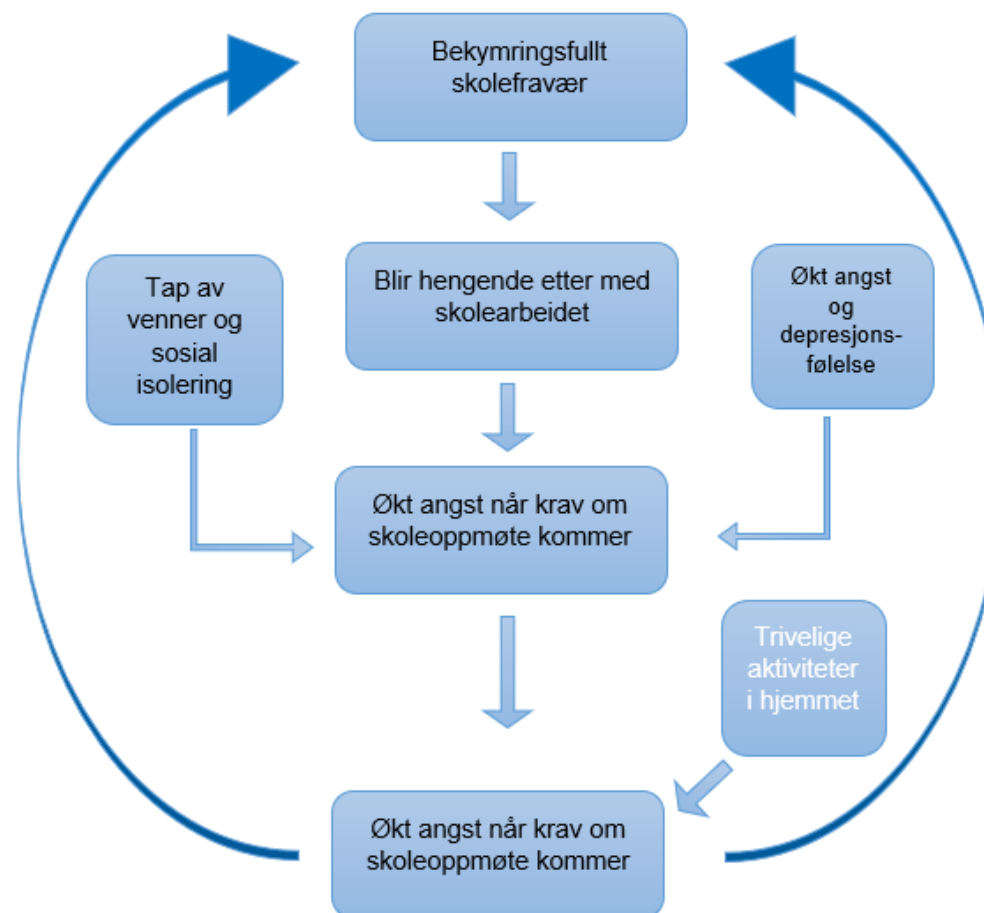 Bekymringsfullt
skolefravær
Blir hengende etter med
skolearbeidet
Tap av
venner og
sosial
isolering
Økt angst
og
depresjons-
følelse
Økt angst når krav om
skoleoppmøte kommer
Trivelige
aktiviteter
i hjemmet
Økt angst når krav om
skoleoppmøte kommer